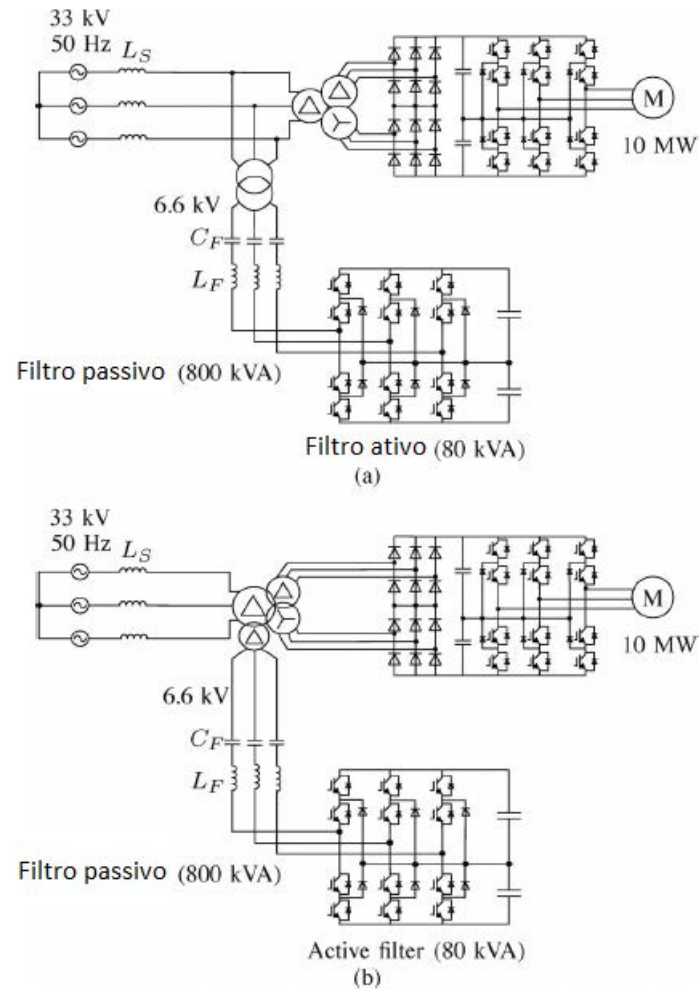 33 kV
50 Hz L_S
M
10 MW
6.6 kV
C_F
L_F
Filtro passivo (800 kVA)
Filtro ativo (80 kVA)
(a)
33 kV
50 Hz L_S
M
10 MW
6.6 kV
C_F
L_F
Filtro passivo (800 kVA)
Active filter (80 kVA)
(b)